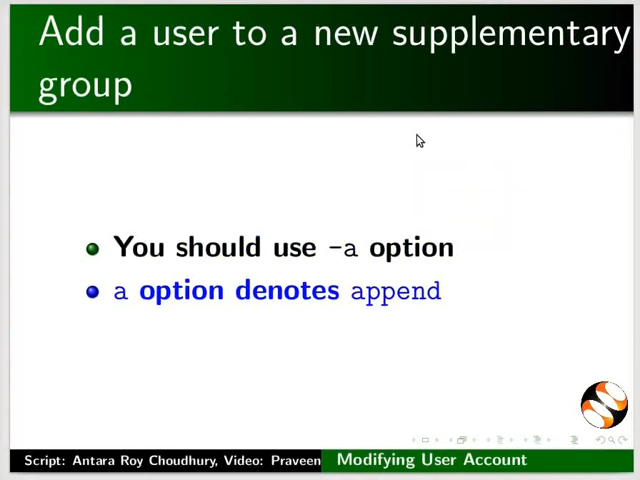 Add a user to a new supplementary
group
You should use -a option
a option denotes append
Script: Antara Roy Choudhury, Video: Praveen
Modifying User Account